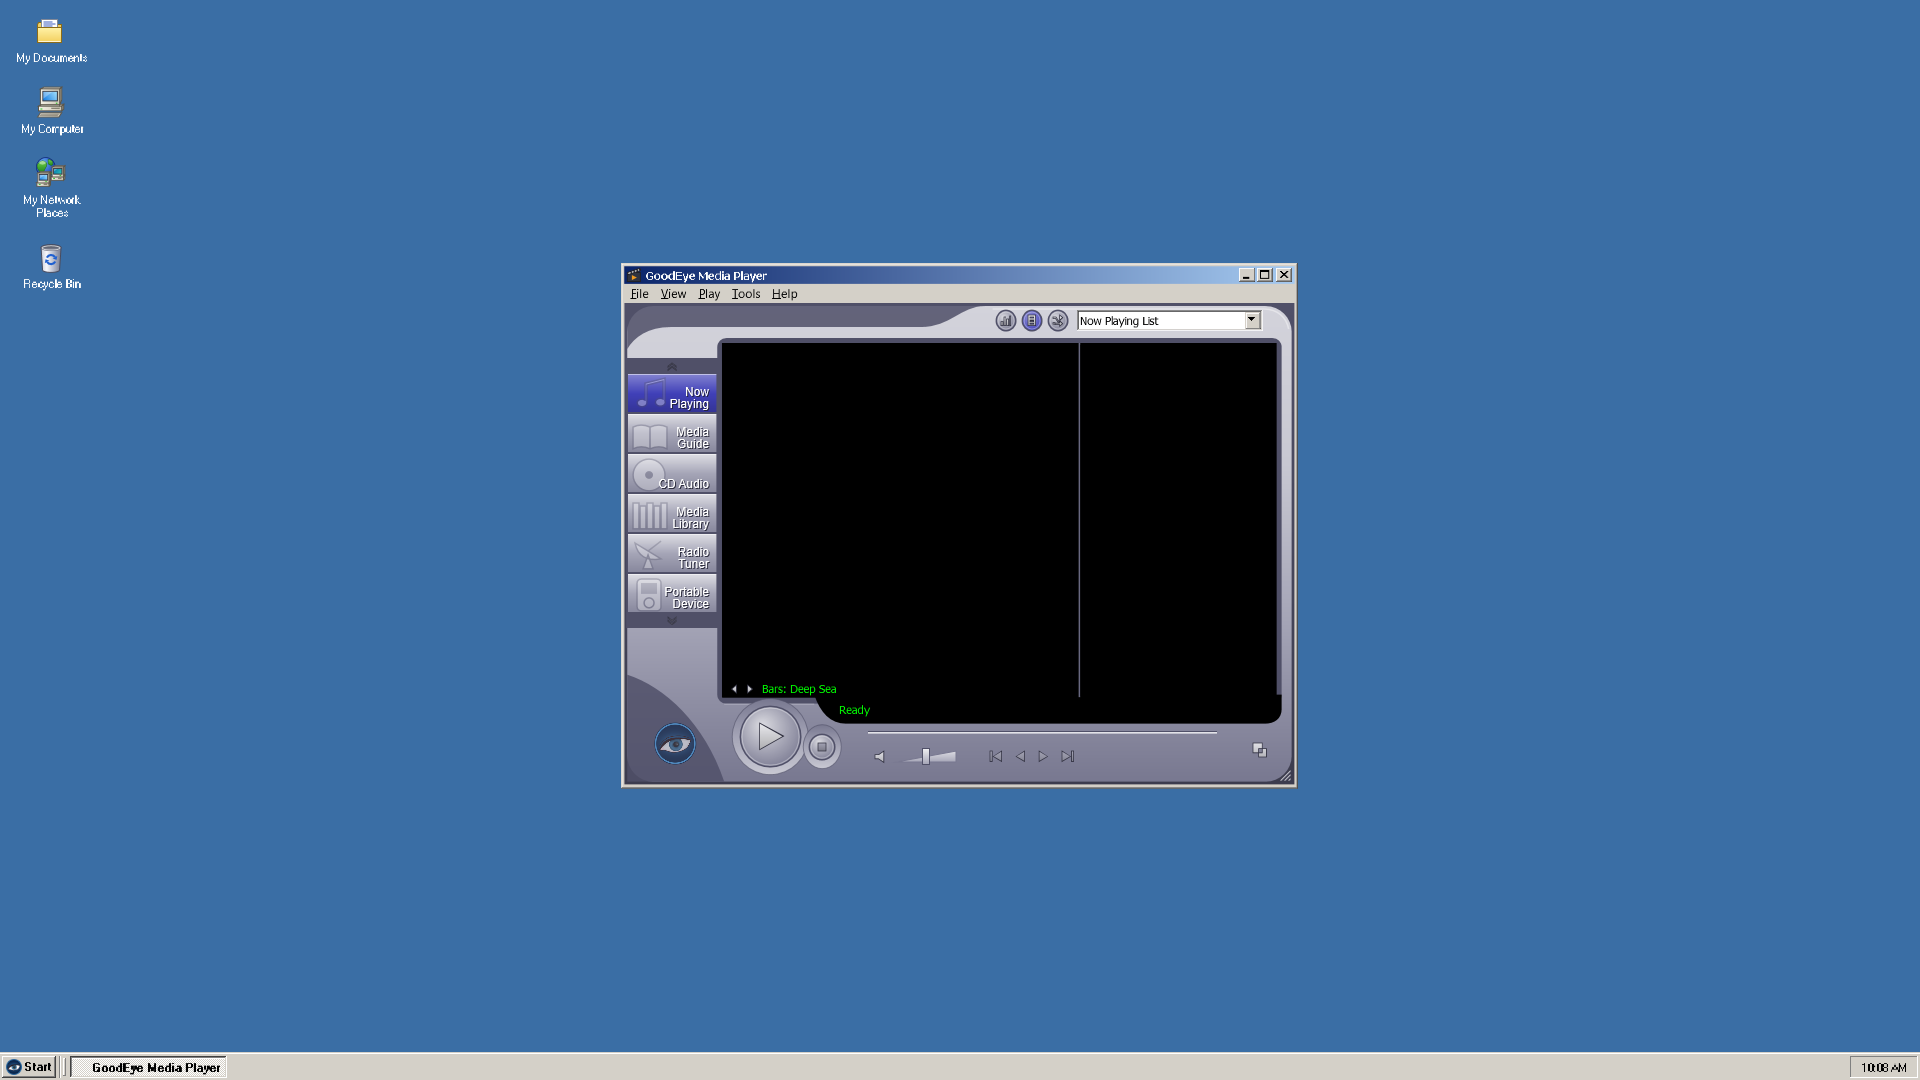 My Documents
My Computer
My Network
Places
Recycle Bin
GoodEye Media Player
File View Play Tools Help
Now Playing List
Now
Playing
Media
Guide
CD Audio
Media
Library
Radio
Tuner
Portable
Device
Bars: Deep Sea
Ready
Start
GoodEye Media Player
10:08 AM